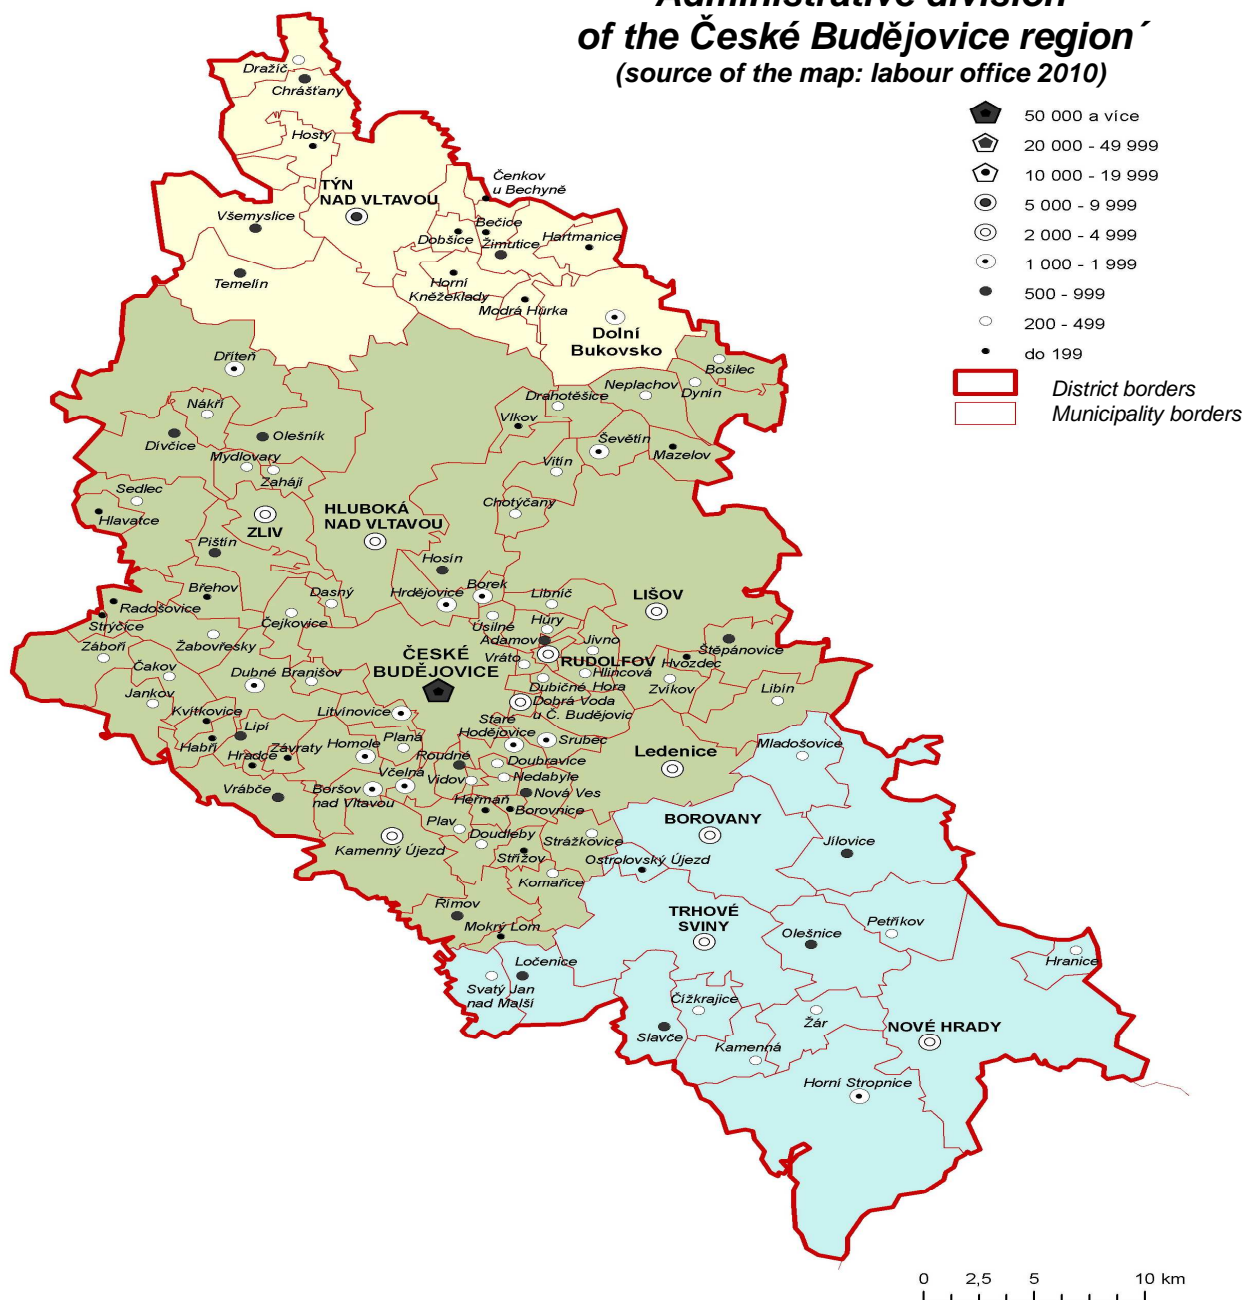 Administrative division
of the České Budějovice region´
(source of the map: labour office 2010)
50 000 a více
20 000 - 49 999
10 000 - 19 999
5 000 - 9 999
2 000 - 4 999
1 000 - 1 999
500 - 999
200 - 499
do 199
District borders
Municipality borders
Dražíč
Chrášťany
Hosty
TÝN
NAD VLTAVOU
Čenkov
u Bechyně
Všemyslice
Bečice
Dobšice
Žimutice
Hartmanice
Temelín
Horní
Kněžeklady
Modrá Hůrka
Dolní
Bukovsko
Dříteň
Bošilec
Neplachov
Dynín
Drahotěšice
Nákří
Vlkov
Olešník
Ševětín
Dívčice
Mazelov
Mydlovary
Vitín
Zahájí
Sedlec
Chotýčany
HLUBOKÁ
NAD VLTAVOU
Hlavatce
ZLIV
Pištín
Hosín
Břehov
Dasný
Hrdějovice
Borek
Libníč
LIŠOV
Radošovice
Strýčice
Čejkovice
Úsilné
Hůry
Adamov
Jivno
Štěpánovice
Záboří
Žabovřesky
ČESKÉ
BUDĚJOVICE
Vráto
RUDOLFOV
Hvozdec
Čakov
Dubné
Branišov
Hlincová
Hora
Zvíkov
Libín
Jankov
Dubičné
Kvítkovice
Litvínovice
Dobrá Voda
u Č. Budějovic
Lipí
Staré
Hodějovice
Srubec
Habří
Hradce
Závraty
Homole
Planá
Ledenice
Mladošovice
Roudné
Doubravice
Včelná
Vidov
Nedabyle
Vrábče
Boršov
nad Vltavou
Nová Ves
Heřmaň
Borovnice
BOROVANY
Plav
Doudleby
Strážkovice
Jílovice
Kamenný Újezd
Střížov
Ostrolovský Újezd
Komařice
Římov
TRHOVÉ
SVINY
Petříkov
Mokrý Lom
Olešnice
Ločenice
Hranice
Svatý Jan
nad Malší
Čížkrajice
Slavče
Žár
NOVÉ HRADY
Kamenná
Horní Stropnice
0 2,5 5 10 km